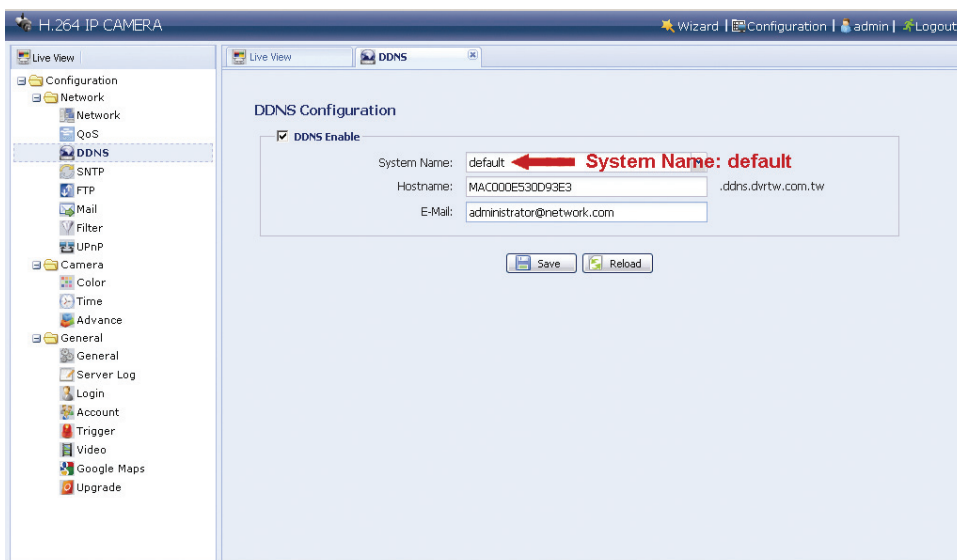 H.264 IP CAMERA
Wizard | Configuration | admin | Logout
Live View
Configuration
Network
Network
QoS
DDNS
SNTP
FTP
Mail
Filter
UPnP
Camera
Color
Time
Advance
General
General
Server Log
Login
Account
Trigger
Video
Google Maps
Upgrade
Live View
DDNS
DDNS Configuration
DDNS Enable
System Name: default
System Name: default
Hostname: MAC000E530D93E3 .ddns.dvrtw.com.tw
E-Mail: administrator@network.com
Save Reload